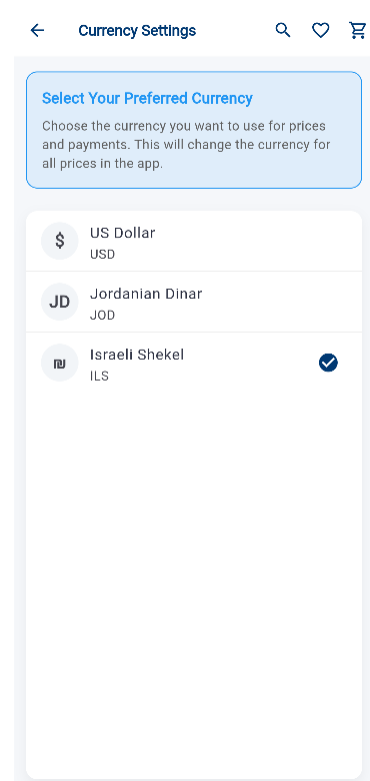 Currency Settings
Select Your Preferred Currency
Choose the currency you want to use for prices
and payments. This will change the currency for
all prices in the app.
$
US Dollar
USD
JD
Jordanian Dinar
JOD
₪
Israeli Shekel
ILS